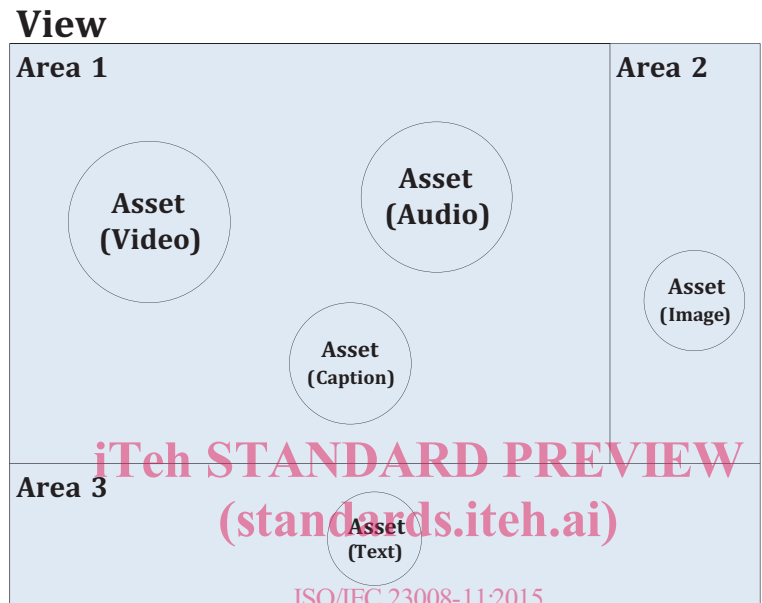 View
Area 1
Area 2
Asset
(Video)
Asset
(Audio)
Asset
(Image)
Asset
(Caption)
iTeh STANDARD PREVIEW
Area 3
(standards.iteh.ai)
Asset
(Text)
ISO/IEC 23008-11:2015